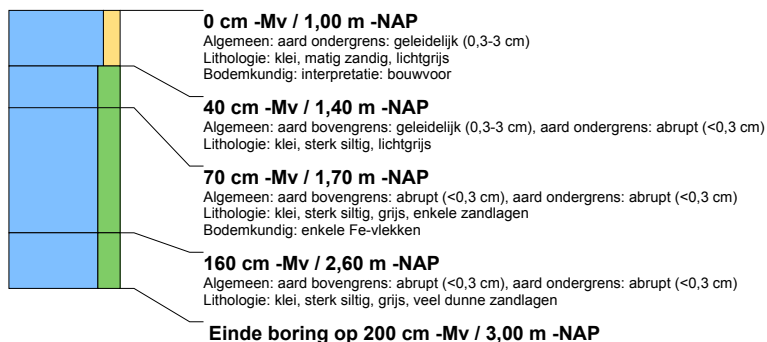 0 cm -Mv / 1,00 m -NAP
Algemeen: aard ondergrens: geleidelijk (0,3-3 cm)
Lithologie: klei, matig zandig, lichtgrijs
Bodemkundig: interpretatie: bouwvoor
40 cm -Mv / 1,40 m -NAP
Algemeen: aard bovengrens: geleidelijk (0,3-3 cm), aard ondergrens: abrupt (<0,3 cm)
Lithologie: klei, sterk siltig, lichtgrijs
70 cm -Mv / 1,70 m -NAP
Algemeen: aard bovengrens: abrupt (<0,3 cm), aard ondergrens: abrupt (<0,3 cm)
Lithologie: klei, sterk siltig, grijs, enkele zandlagen
Bodemkundig: enkele Fe-vlekken
160 cm -Mv / 2,60 m -NAP
Algemeen: aard bovengrens: abrupt (<0,3 cm), aard ondergrens: abrupt (<0,3 cm)
Lithologie: klei, sterk siltig, grijs, veel dunne zandlagen
Einde boring op 200 cm -Mv / 3,00 m -NAP